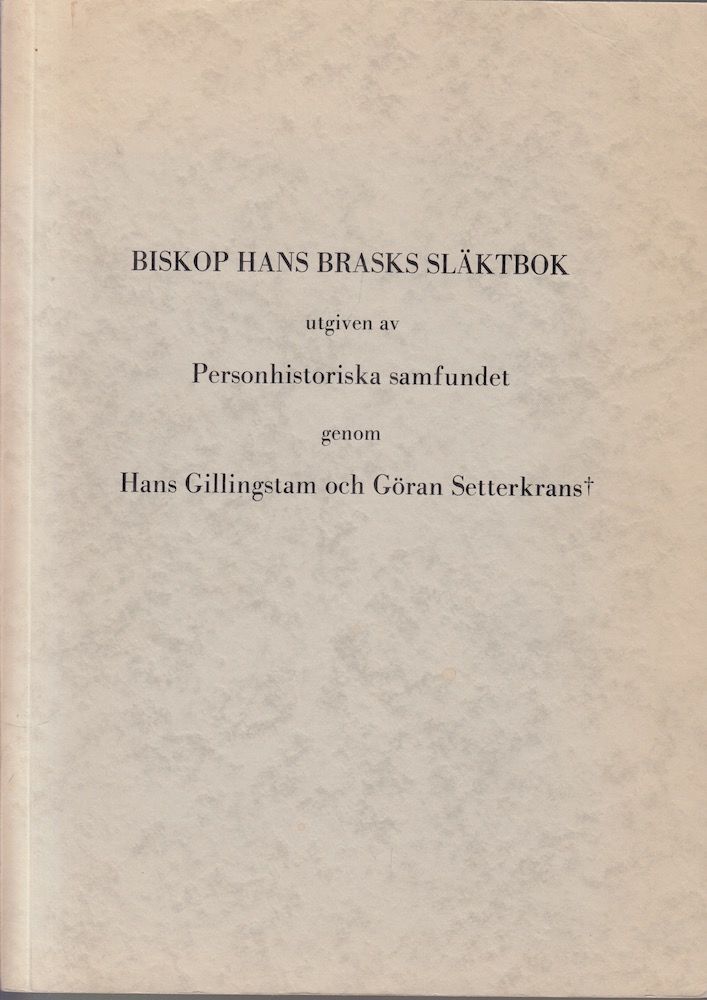 BISKOP HANS BRASKS SLÄKTBOK
utgiven av
Personhistoriska samfundet
genom
Hans Gillingstam och Göran Setterkrans†